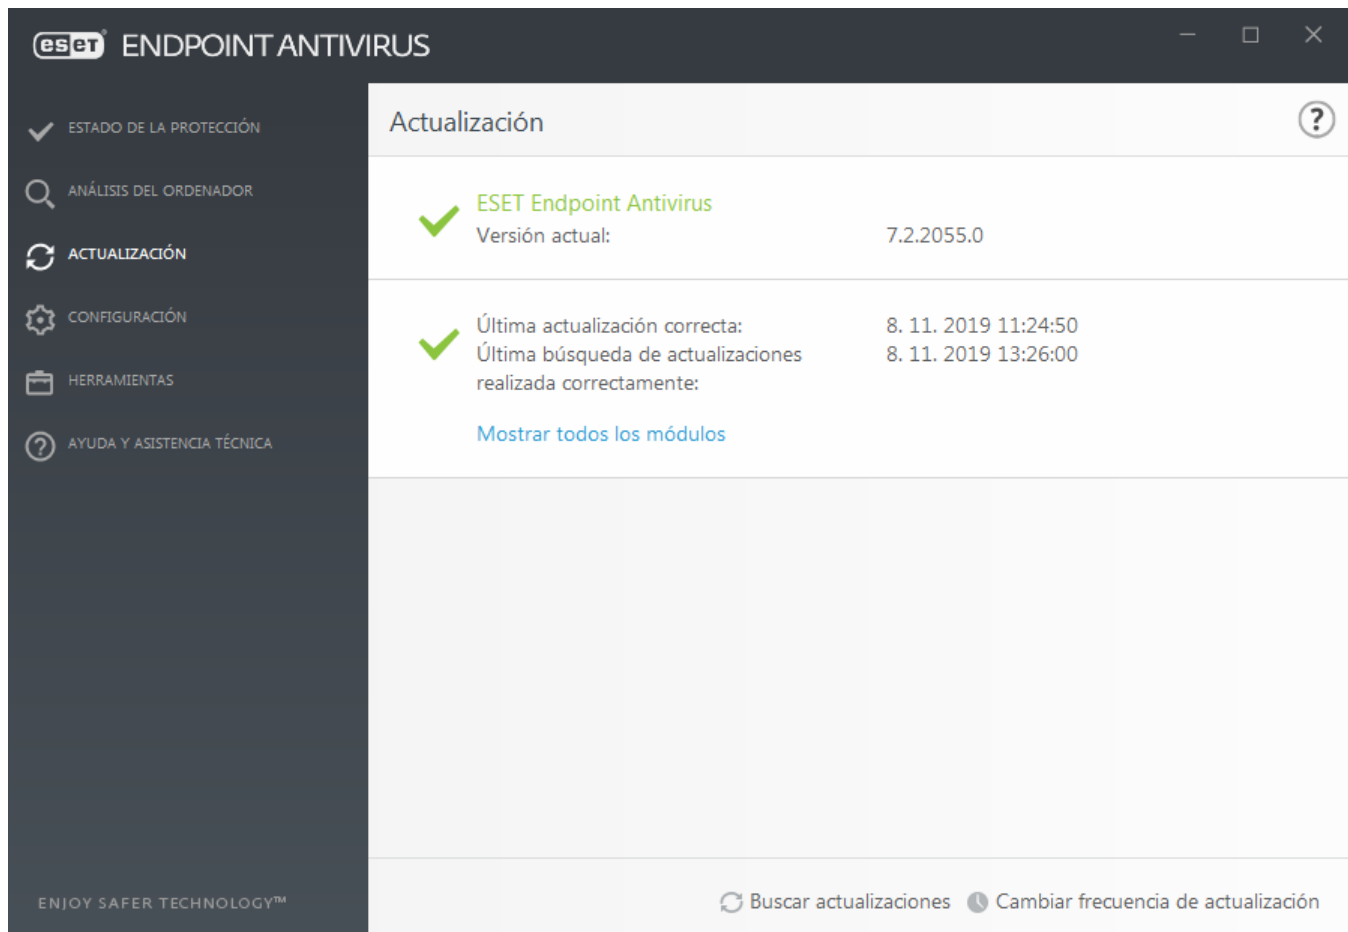 eset ENDPOINT ANTIVIRUS
ESTADO DE LA PROTECCIÓN
ANÁLISIS DEL ORDENADOR
ACTUALIZACIÓN
CONFIGURACIÓN
HERRAMIENTAS
AYUDA Y ASISTENCIA TÉCNICA
ENJOY SAFER TECHNOLOGY™
Actualización
?
ESET Endpoint Antivirus
Versión actual: 7.2.2055.0
Última actualización correcta: 8. 11. 2019 11:24:50
Última búsqueda de actualizaciones 8. 11. 2019 13:26:00
realizada correctamente:
Mostrar todos los módulos
Buscar actualizaciones Cambiar frecuencia de actualización